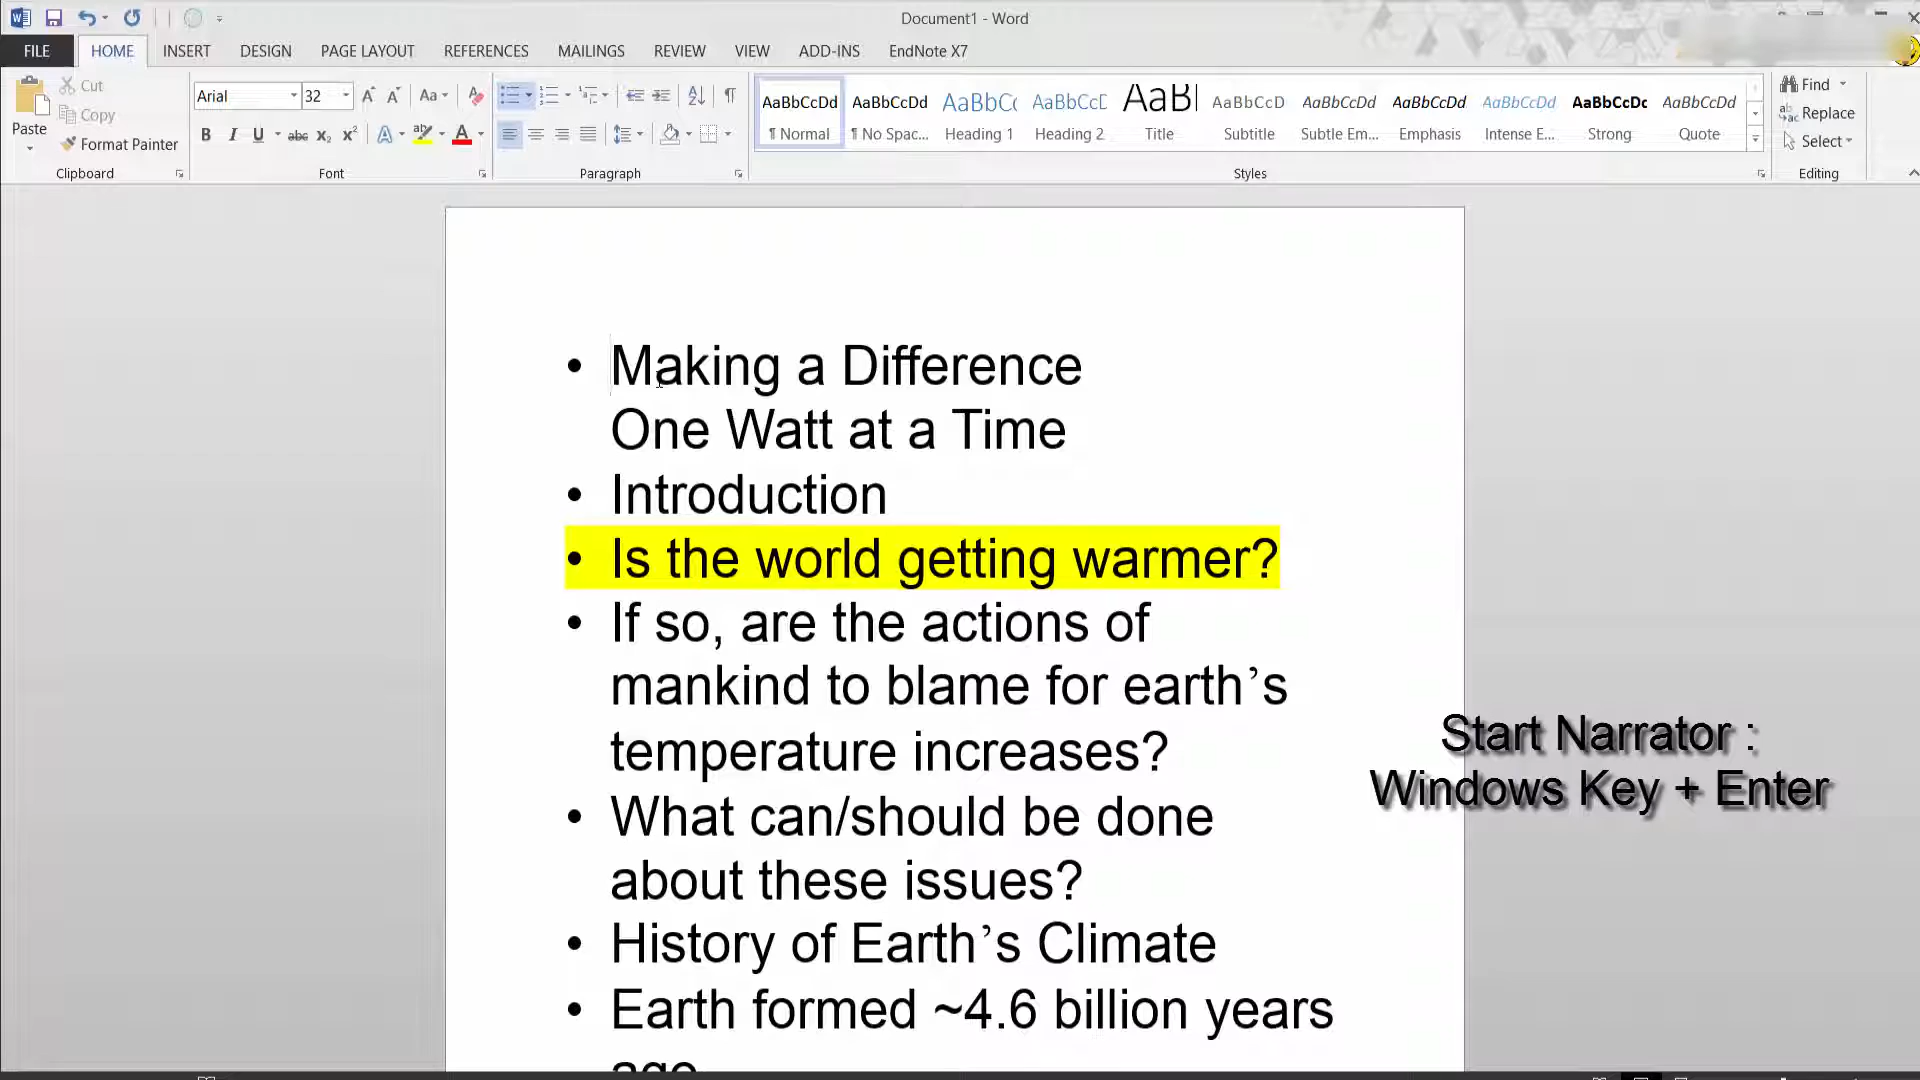 Document1 - Word
FILE HOME INSERT DESIGN PAGE LAYOUT REFERENCES MAILINGS REVIEW VIEW ADD-INS EndNote X7
Paste
Cut
Copy
Format Painter
Clipboard
Arial 32
Font
Paragraph
AaBbCcDd AaBbCcDd AaBbC AaBbCc AaB AaBbCcD AaBbCcDd AaBbCcDd AaBbCcDd AaBbCcDc AaBbCcDd
¶ Normal ¶ No Spac... Heading 1 Heading 2 Title Subtitle Subtle Em... Emphasis Intense E... Strong Quote
Styles
Find
Replace
Select
Editing
• Making a Difference
One Watt at a Time
• Introduction
• Is the world getting warmer?
• If so, are the actions of
mankind to blame for earth’s
temperature increases?
• What can/should be done
about these issues?
• History of Earth’s Climate
• Earth formed ~4.6 billion years
ago
Start Narrator :
Windows Key + Enter